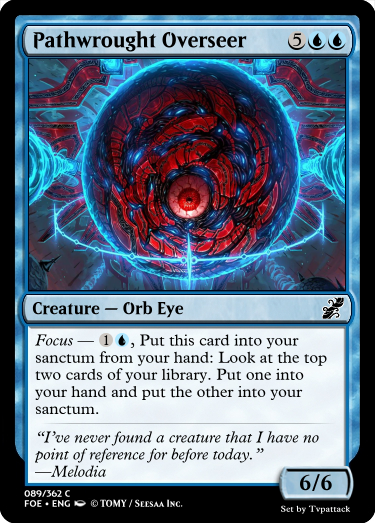 Pathwrought Overseer 5
Creature — Orb Eye
Focus — 1, Put this card into your
sanctum from your hand: Look at the top
two cards of your library. Put one into
your hand and put the other into your
sanctum.
“I’ve never found a creature that I have no
point of reference for before today.”
—Melodia
6/6
089/362 C
FOE • ENG © TOMY / SEESAA INC.
Set by Tvpattack